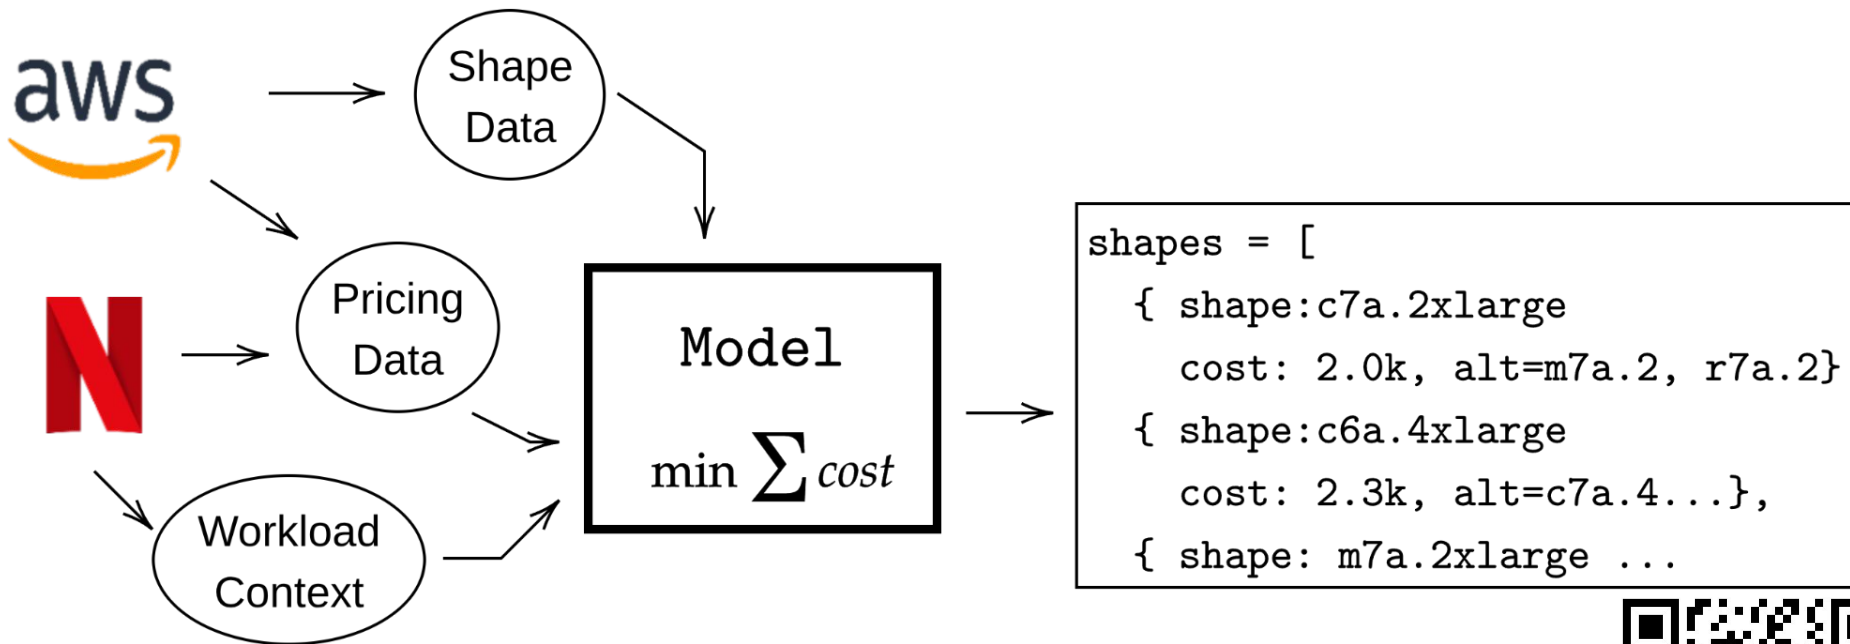 aws
Shape
Data
Pricing
Data
N
Workload
Context
Model
min ∑ cost
shapes = [
{ shape:c7a.2xlarge
cost: 2.0k, alt=m7a.2, r7a.2}
{ shape:c6a.4xlarge
cost: 2.3k, alt=c7a.4...},
{ shape: m7a.2xlarge ...